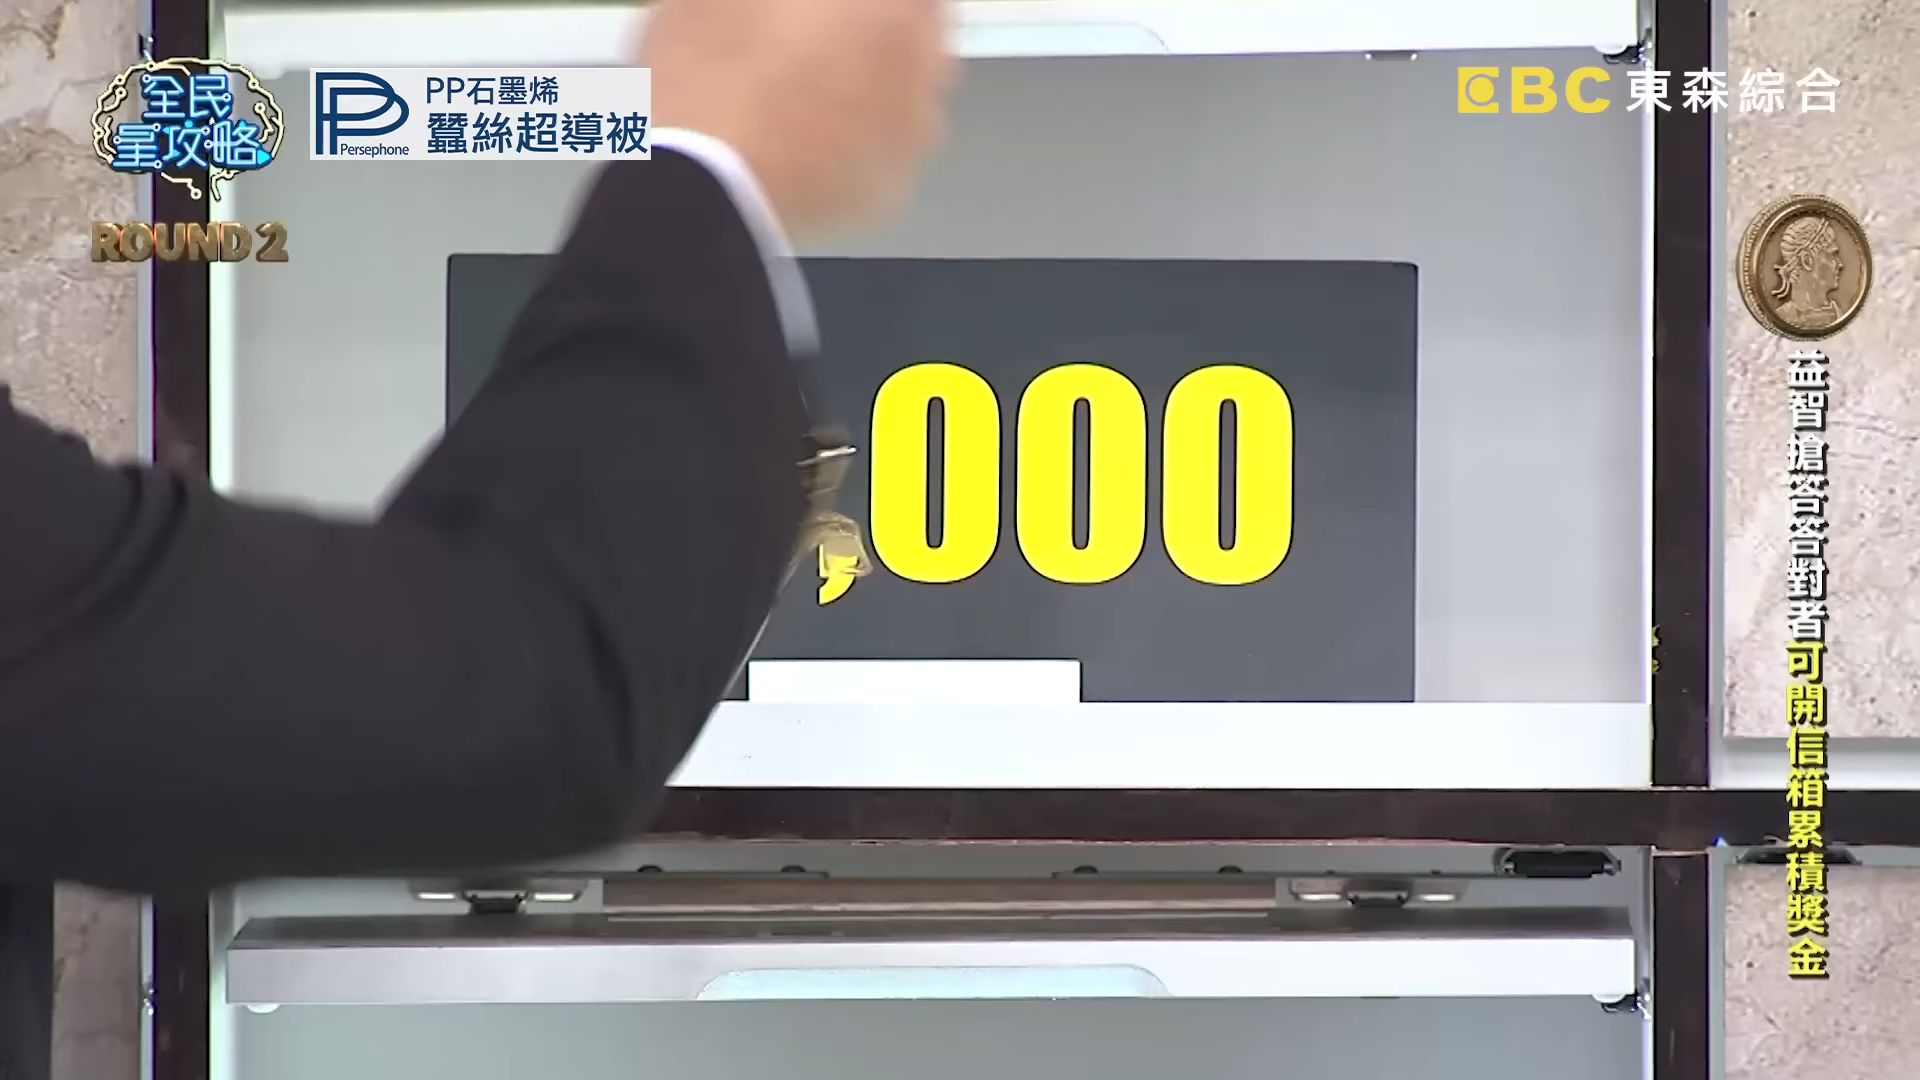 全民
星攻略
ROUND 2
PP石墨烯
蠶絲超導被
Persephone
EBC 東森綜合
,000
益智搶答答對者可開信箱累積獎金